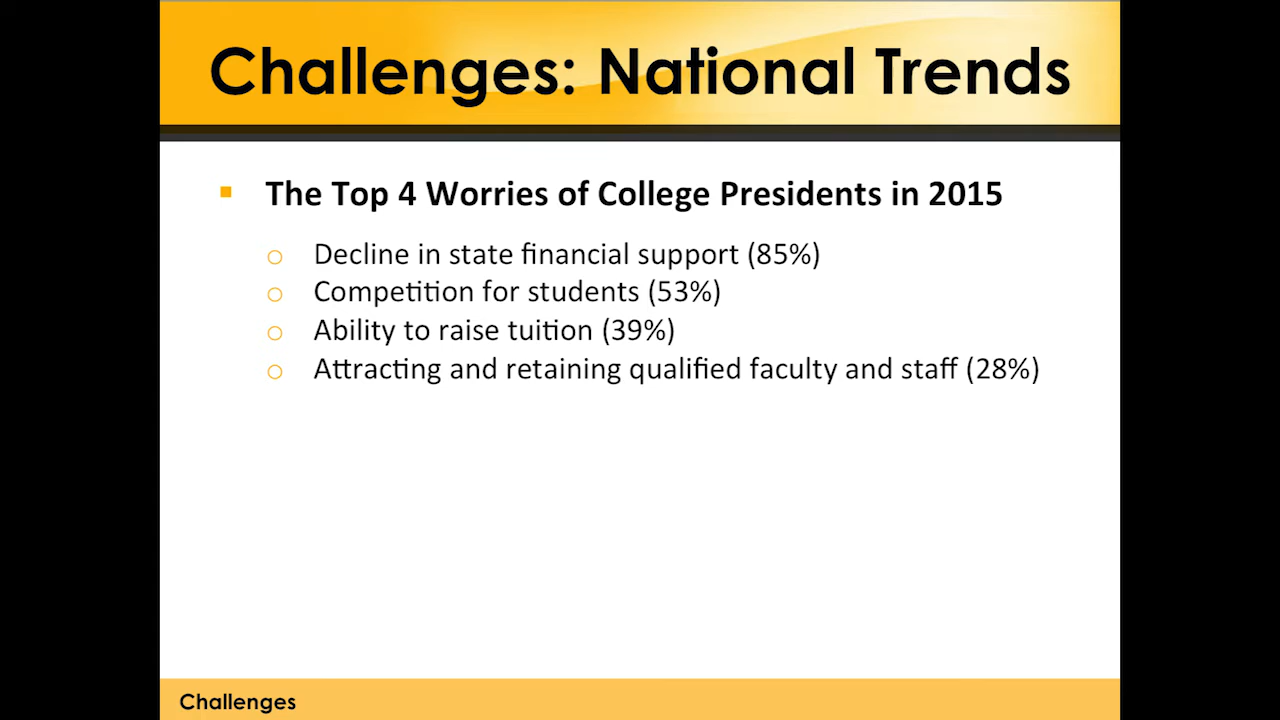 Challenges: National Trends
The Top 4 Worries of College Presidents in 2015
Decline in state financial support (85%)
Competition for students (53%)
Ability to raise tuition (39%)
Attracting and retaining qualified faculty and staff (28%)
Challenges